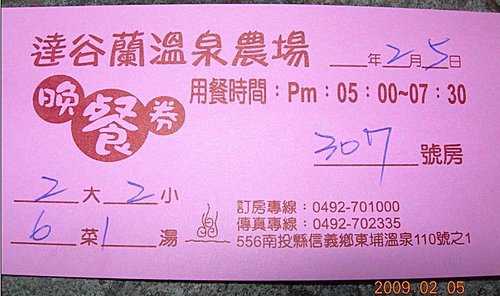 達谷蘭溫泉農場 ___年2月5日
晚餐券
用餐時間：Pm：05：00~07：30
307號房
2大2小
6菜1湯
訂房專線：0492-701000
傳真專線：0492-702335
556南投縣信義鄉東埔溫泉110號之1
2009.02.05